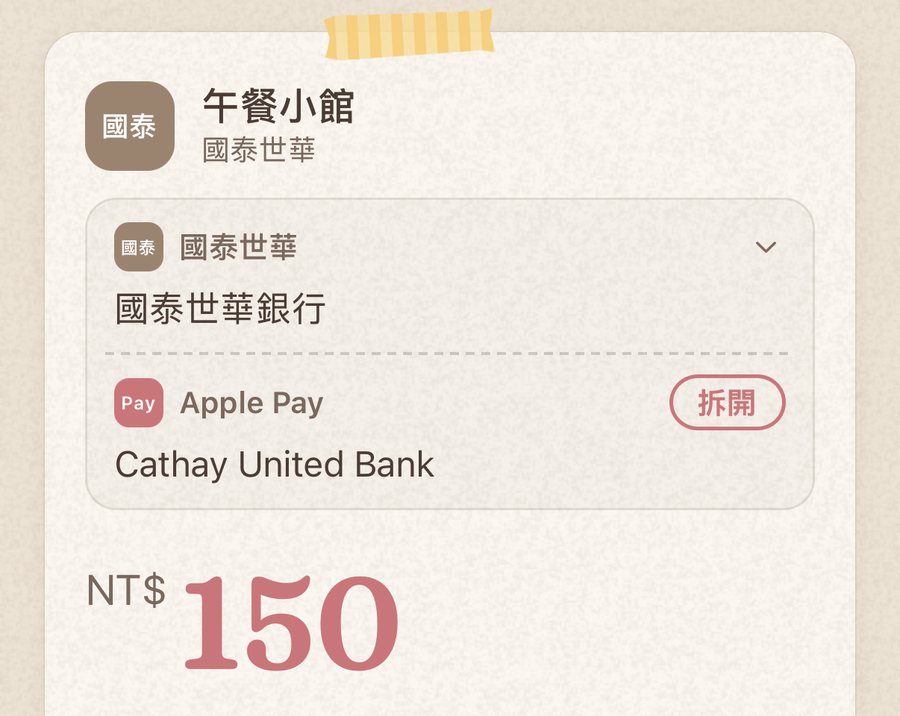 國泰
午餐小館
國泰世華
國泰
國泰世華
國泰世華銀行
Pay
Apple Pay
拆開
Cathay United Bank
NT$ 150